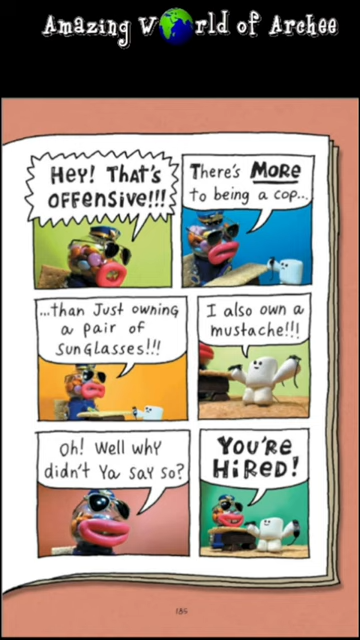 Amazing World of Archee
Hey! That's
offensive!!!
There's MORE
to being a cop...
...than Just owning
a pair of
sunglasses!!!
I also own a
mustache!!!
Oh! Well why
didn't Ya say so?
You're
Hired!
186